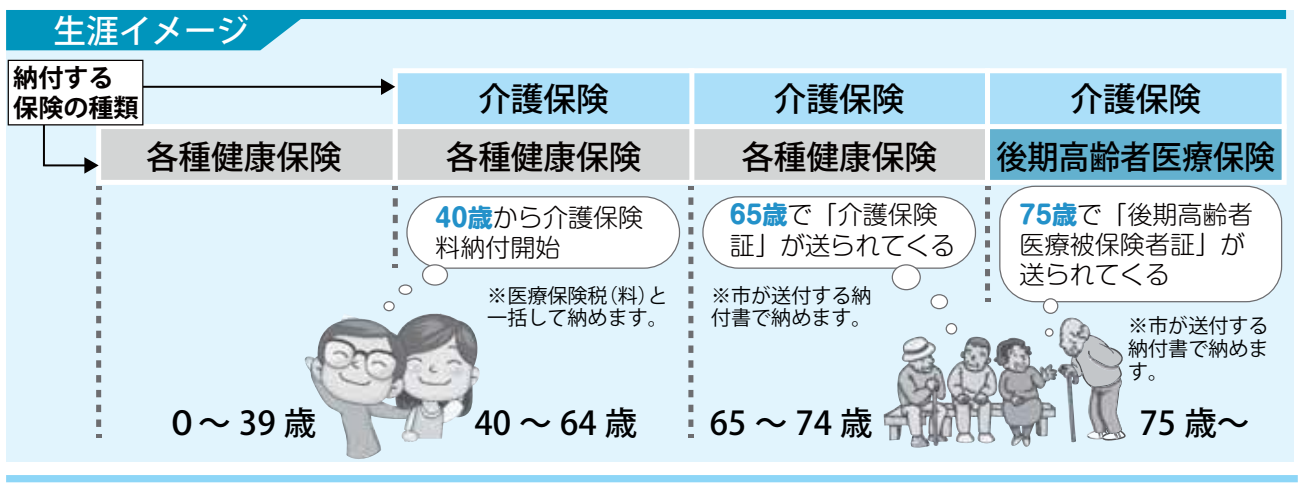 生涯イメージ
納付する
保険の種類
介護保険
介護保険
介護保険
各種健康保険
各種健康保険
各種健康保険
後期高齢者医療保険
40歳から介護保険
料納付開始
※医療保険税(料)と
一括して納めます。
65歳で「介護保険
証」が送られてくる
※市が送付する納
付書で納めます。
75歳で「後期高齢者
医療被保険者証」が
送られてくる
※市が送付する
納付書で納めま
す。
0〜39歳
40〜64歳
65〜74歳
75歳〜